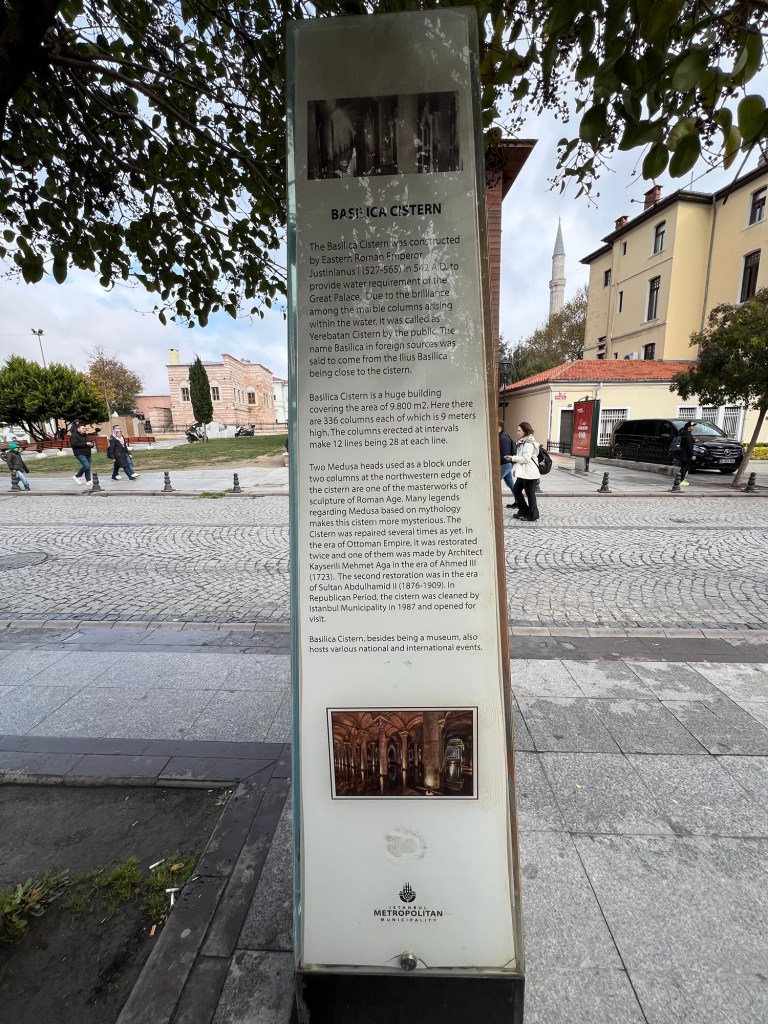 BASILICA CISTERN
The Basilica Cistern was constructed
by Eastern Roman Emperor
Justinianus I (527-565) in 542 A.D. to
provide water requirement of the
Great Palace. Due to the brilliance
among the marble columns arising
within the water, it was called as
Yerebatan Cistern by the public. The
name Basilica in foreign sources was
said to come from the Illus Basilica
being close to the cistern.
Basilica Cistern is a huge building
covering the area of 9.800 m2. Here there
are 336 columns each of which is 9 meters
high. The columns erected at intervals
make 12 lines being 28 at each line.
Two Medusa heads used as a block under
two columns at the northwestern edge of
the cistern are one of the masterworks of
sculpture of Roman Age. Many legends
regarding Medusa based on mythology
makes this cistern more mysterious. The
Cistern was repaired several times as yet. In
the era of Ottoman Empire, it was restorated
twice and one of them was made by Architect
Kayserili Mehmet Aga in the era of Ahmed III
(1723). The second restoration was in the era
of Sultan Abdulhamid II (1876-1909). In
Republican Period, the cistern was cleaned by
Istanbul Municipality in 1987 and opened for
visit.
Basilica Cistern, besides being a museum, also
hosts various national and international events.
ISTANBUL
METROPOLITAN
MUNICIPALITY